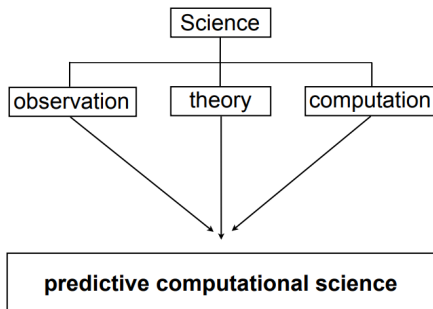 Science
observation
theory
computation
predictive computational science